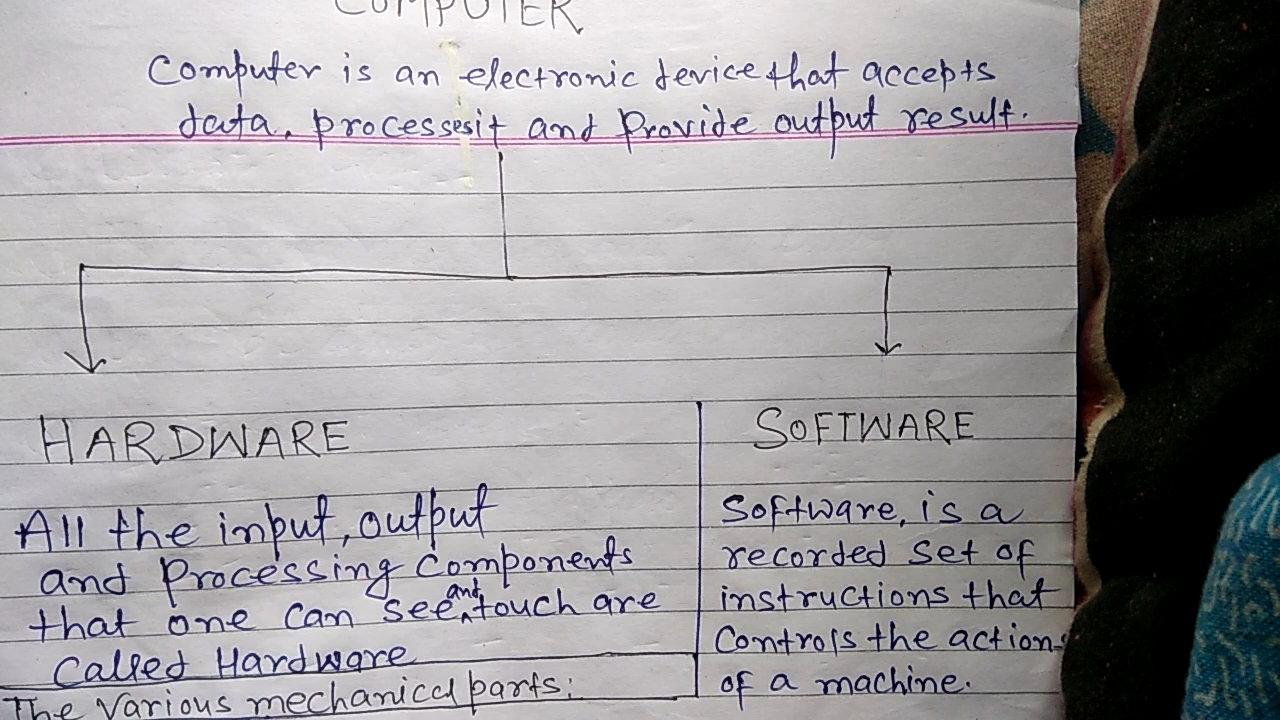 COMPUTER
Computer is an electronic device that accepts
data, processes it and Provide output result.
HARDWARE
All the input, output
and Processing Components
that one can see and touch are
Called Hardware
The Various mechanical parts:
SOFTWARE
Software, is a
recorded set of
instructions that
Controls the action
of a machine.